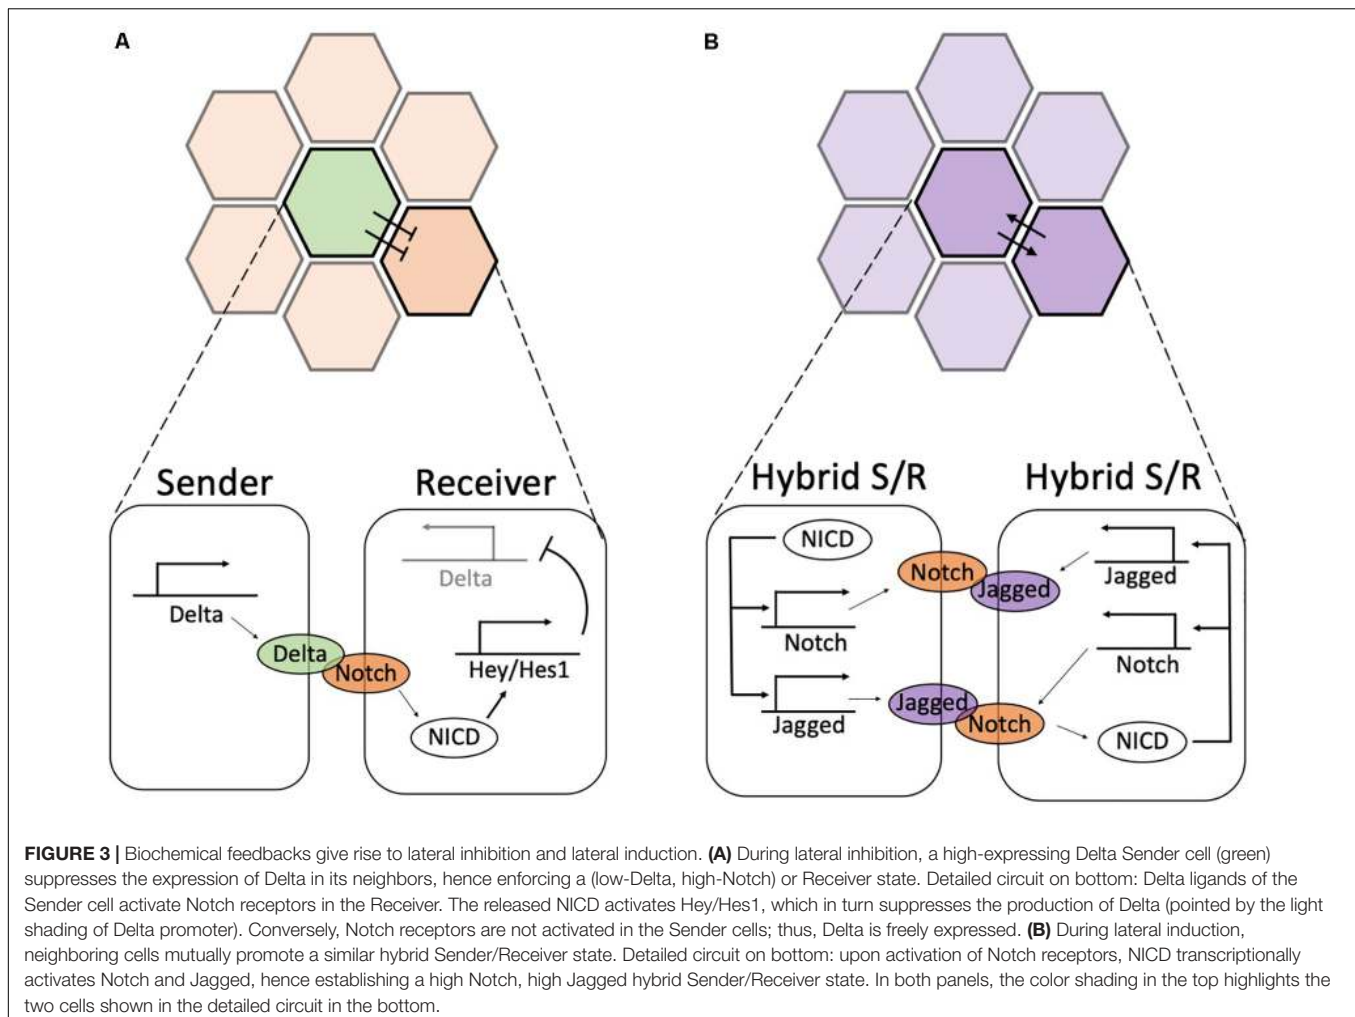 A
B
Sender
Receiver
Delta
Delta
Delta
Notch
Hey/Hes1
NICD
Hybrid S/R
Hybrid S/R
NICD
Notch
Jagged
Jagged
Notch
Notch
Jagged
Jagged
Notch
NICD
FIGURE 3 | Biochemical feedbacks give rise to lateral inhibition and lateral induction. (A) During lateral inhibition, a high-expressing Delta Sender cell (green)
suppresses the expression of Delta in its neighbors, hence enforcing a (low-Delta, high-Notch) or Receiver state. Detailed circuit on bottom: Delta ligands of the
Sender cell activate Notch receptors in the Receiver. The released NICD activates Hey/Hes1, which in turn suppresses the production of Delta (pointed by the light
shading of Delta promoter). Conversely, Notch receptors are not activated in the Sender cells; thus, Delta is freely expressed. (B) During lateral induction,
neighboring cells mutually promote a similar hybrid Sender/Receiver state. Detailed circuit on bottom: upon activation of Notch receptors, NICD transcriptionally
activates Notch and Jagged, hence establishing a high Notch, high Jagged hybrid Sender/Receiver state. In both panels, the color shading in the top highlights the
two cells shown in the detailed circuit in the bottom.